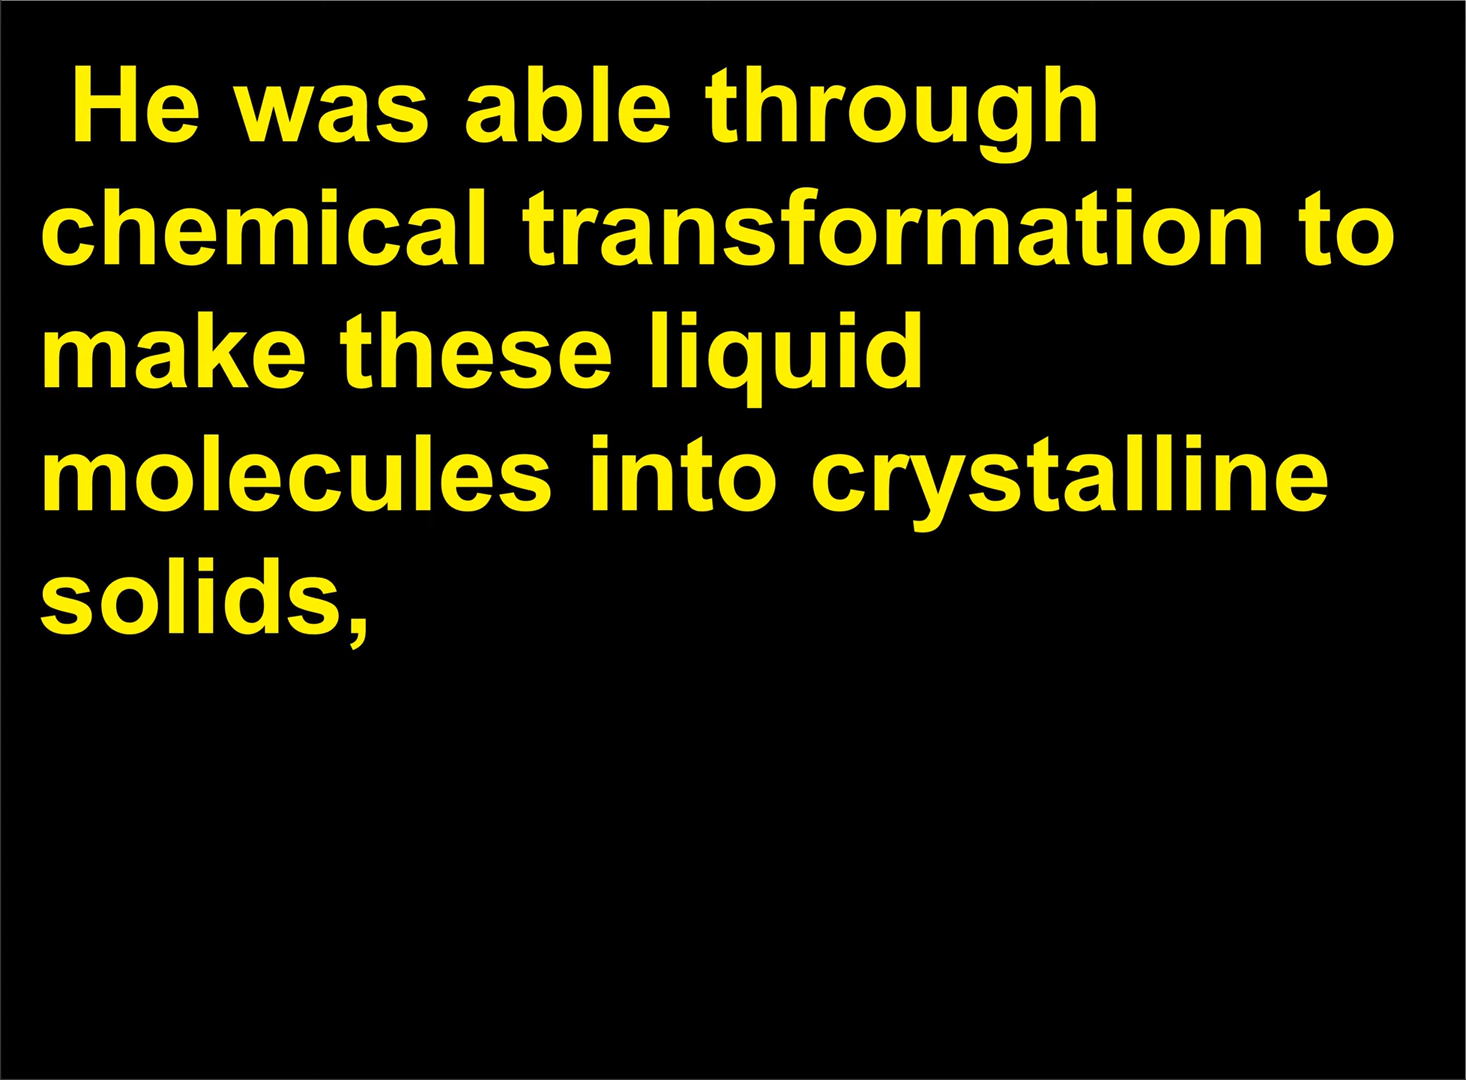 He was able through
chemical transformation to
make these liquid
molecules into crystalline
solids,